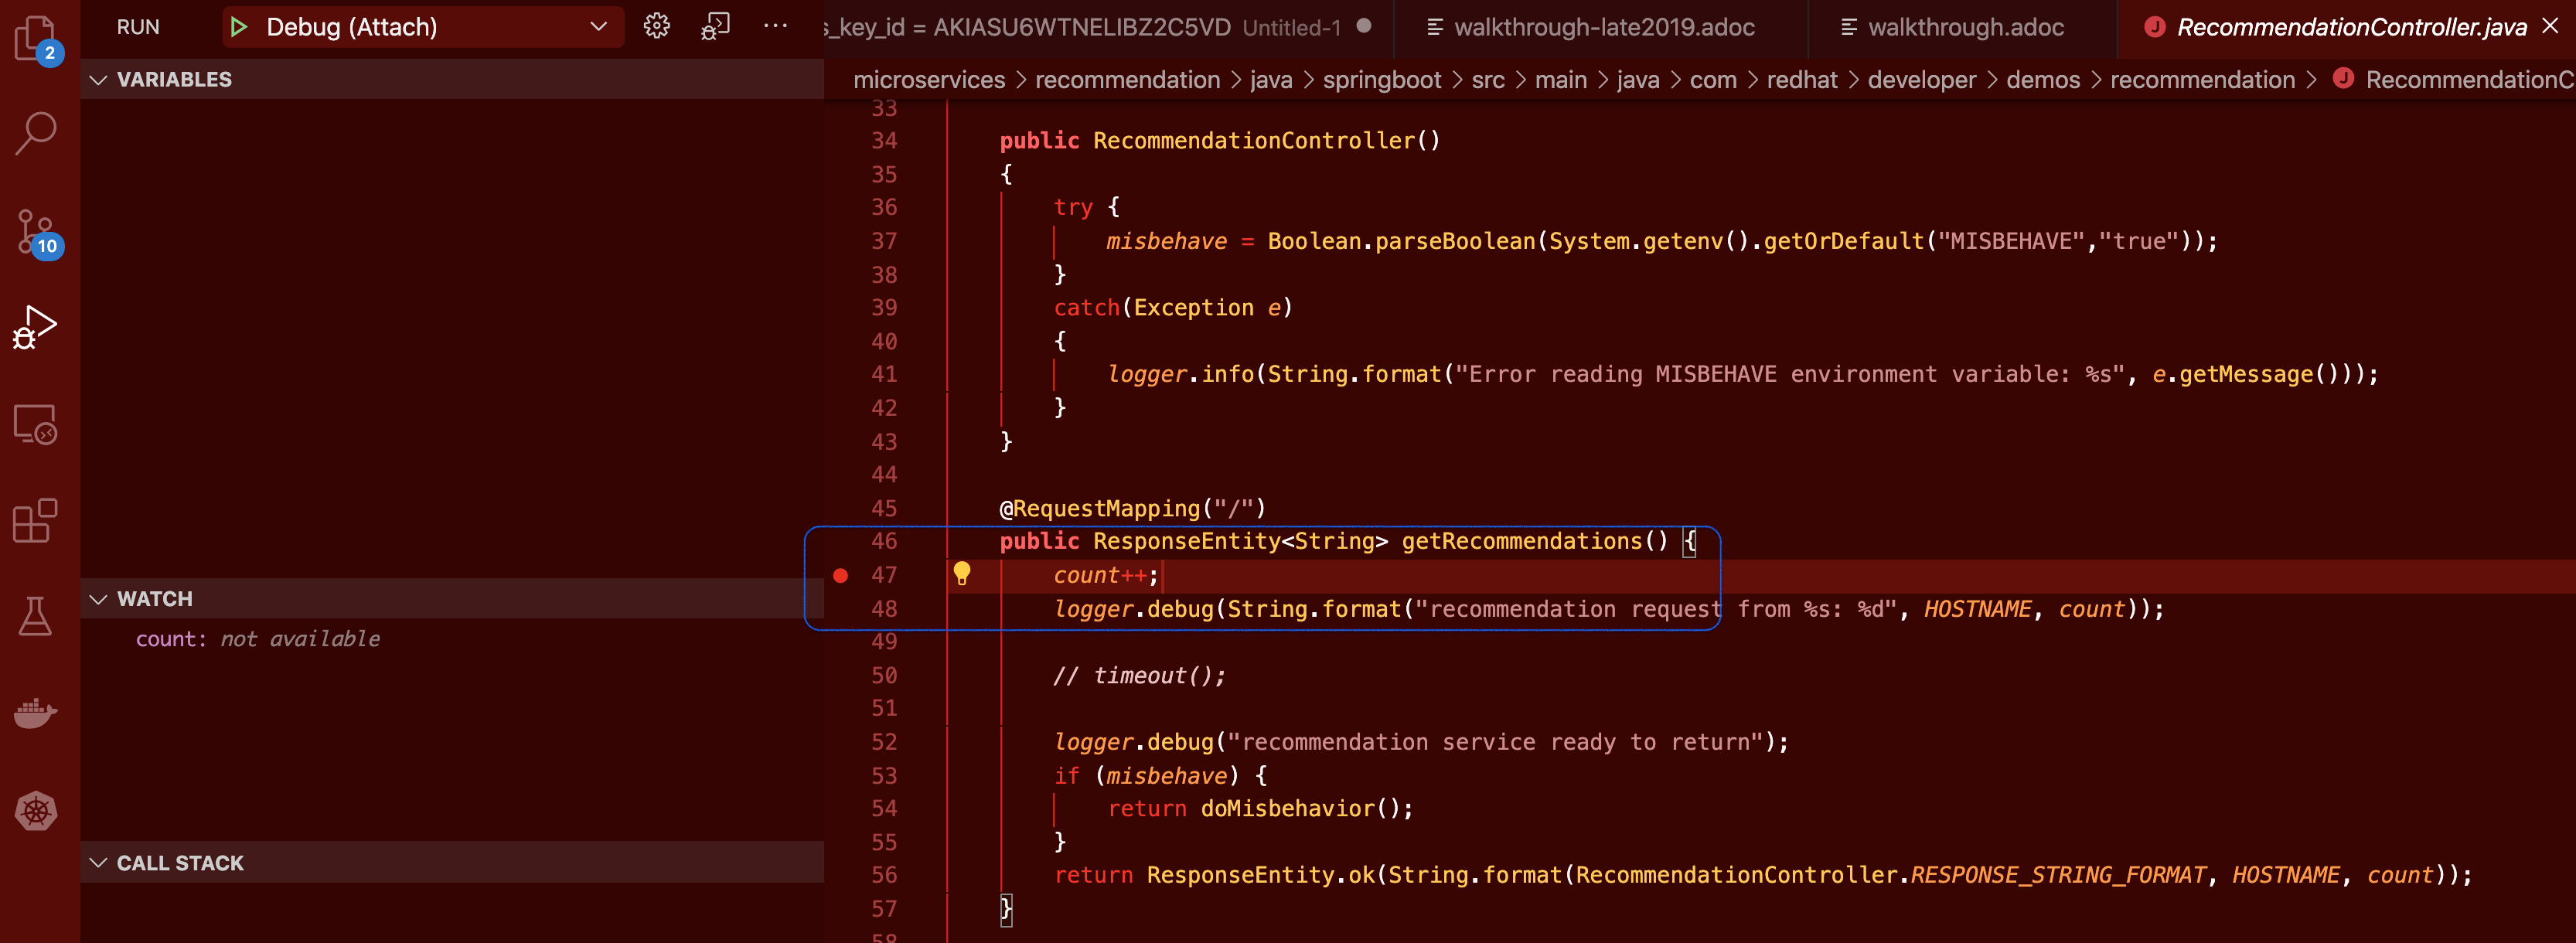 2
10
RUN
Debug (Attach)
VARIABLES
WATCH
count: not available
CALL STACK
s_key_id = AKIASU6WTNELIBZ2C5VD Untitled-1
walkthrough-late2019.adoc
walkthrough.adoc
J RecommendationController.java
microservices > recommendation > java > springboot > src > main > java > com > redhat > developer > demos > recommendation > J RecommendationC
33
34 public RecommendationController()
35 {
36 try {
37 misbehave = Boolean.parseBoolean(System.getenv().getOrDefault("MISBEHAVE","true"));
38 }
39 catch(Exception e)
40 {
41 logger.info(String.format("Error reading MISBEHAVE environment variable: %s", e.getMessage()));
42 }
43 }
44
45 @RequestMapping("/")
46 public ResponseEntity<String> getRecommendations() {
47 count++;
48 logger.debug(String.format("recommendation request from %s: %d", HOSTNAME, count));
49
50 // timeout();
51
52 logger.debug("recommendation service ready to return");
53 if (misbehave) {
54 return doMisbehavior();
55 }
56 return ResponseEntity.ok(String.format(RecommendationController.RESPONSE_STRING_FORMAT, HOSTNAME, count));
57 }
58